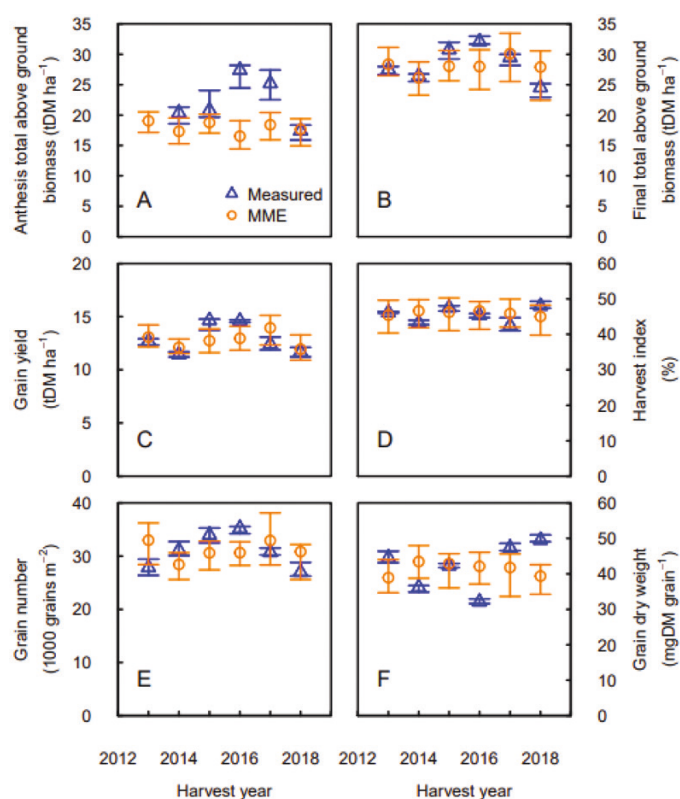 Anthesis total above ground
biomass (tDM ha⁻¹)
35
30
25
20
15
10
5
0
A
Measured
MME
35
30
25
20
15
10
5
0
B
Final total above ground
biomass (tDM ha⁻¹)
Grain yield
(tDM ha⁻¹)
20
15
10
5
0
C
60
50
40
30
20
10
0
D
Harvest index
(%)
Grain number
(1000 grains m⁻²)
40
30
20
10
0
E
60
50
40
30
20
10
0
F
Grain dry weight
(mgDM grain⁻¹)
2012 2014 2016 2018
2012 2014 2016 2018
Harvest year
Harvest year